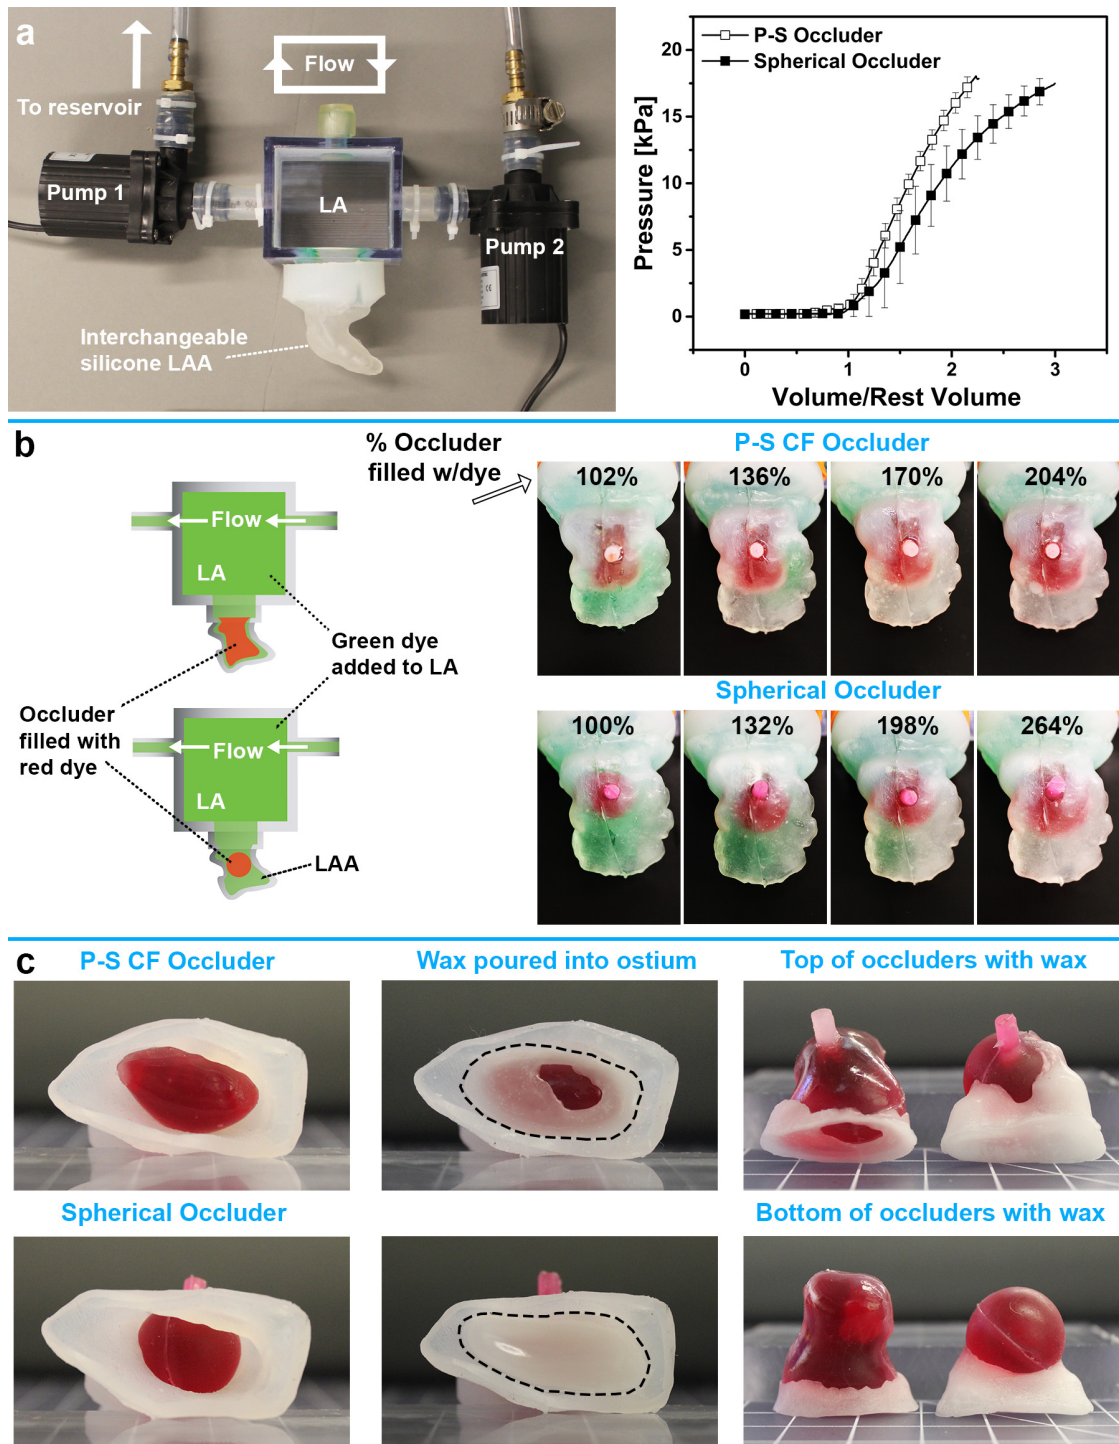 a
To reservoir
Flow
Pump 1
LA
Pump 2
Interchangeable
silicone LAA
P-S Occluder
Spherical Occluder
Pressure [kPa]
20
15
10
5
0
0
1
2
3
Volume/Rest Volume
b
% Occluder
filled w/dye
P-S CF Occluder
102%
136%
170%
204%
Flow
LA
Green dye
added to LA
Occluder
filled with
red dye
Flow
LA
LAA
Spherical Occluder
100%
132%
198%
264%
c
P-S CF Occluder
Wax poured into ostium
Top of occluders with wax
Spherical Occluder
Bottom of occluders with wax